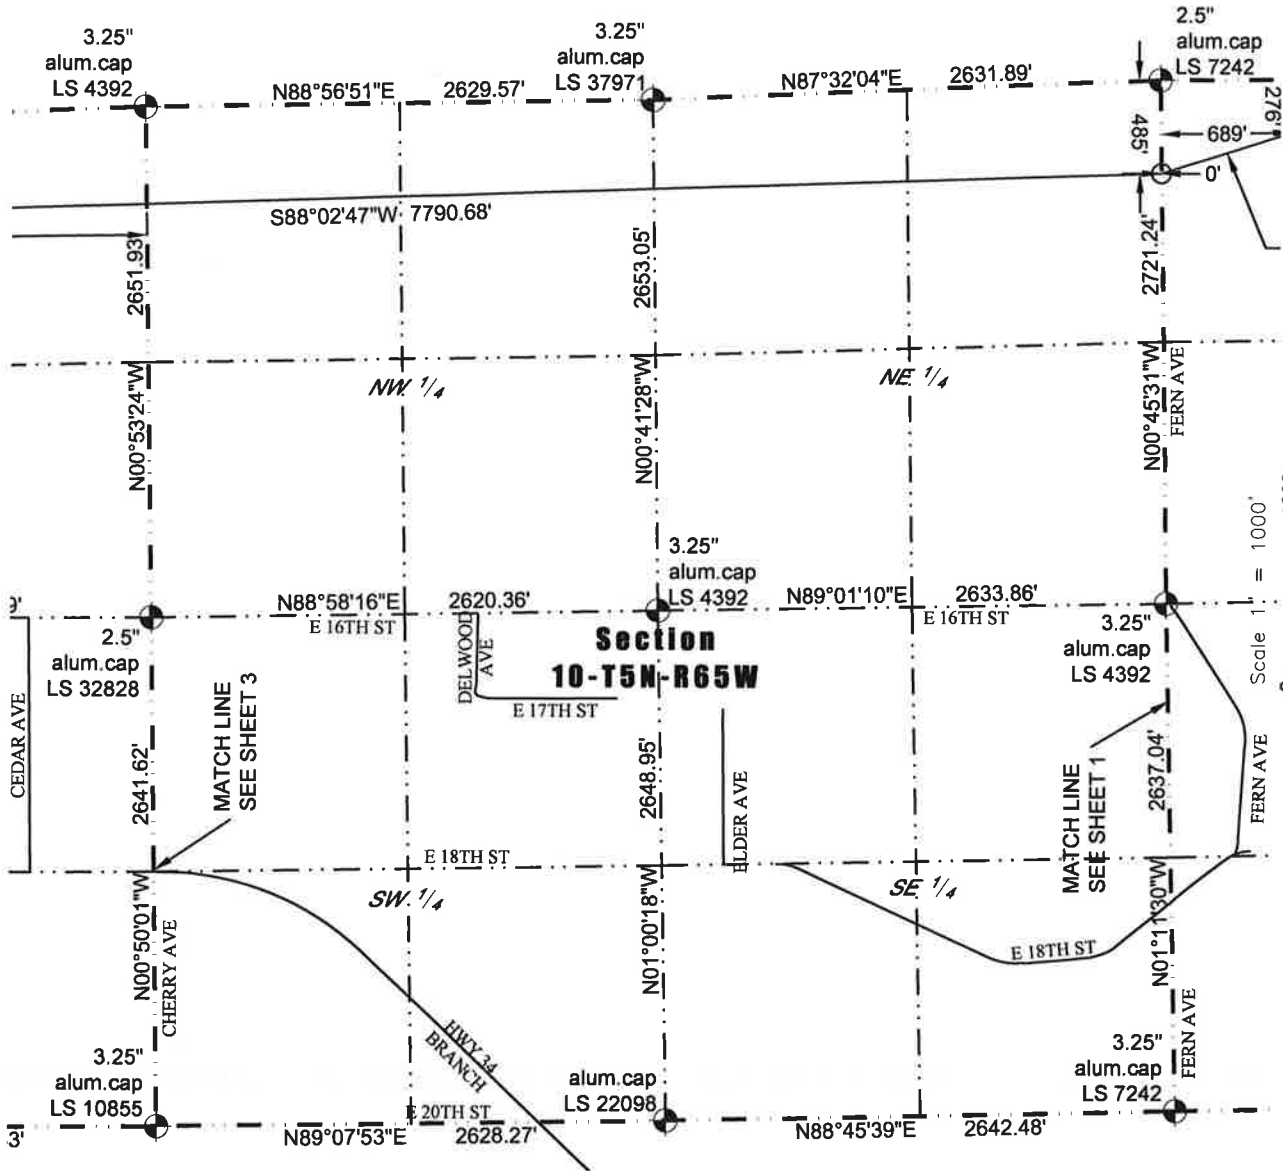 3.25"
alum.cap
LS 4392
N88°56'51"E
2629.57'
3.25"
alum.cap
LS 37971
N87°32'04"E
2631.89'
2.5"
alum.cap
LS 7242
276'
485'
689'
0'
S88°02'47"W 7790.68'
2651.93'
2653.05'
2721.24'
NW 1/4
NE 1/4
N00°53'24"W
N00°41'28"W
N00°45'31"W
FERN AVE
Scale 1" = 1000'
9'
N88°58'16"E
2620.36'
E 16TH ST
3.25"
alum.cap
LS 4392
N89°01'10"E
2633.86'
E 16TH ST
2.5"
alum.cap
LS 32828
DELWOOD
AVE
Section
10-T5N-R65W
E 17TH ST
3.25"
alum.cap
LS 4392
CEDAR AVE
MATCH LINE
SEE SHEET 3
2641.62'
2648.95'
ELDER AVE
MATCH LINE
SEE SHEET 1
2637.04'
FERN AVE
E 18TH ST
SW 1/4
SE 1/4
N00°50'01"W
CHERRY AVE
N01°00'18"W
E 18TH ST
N01°11'30"W
FERN AVE
HWY 34
BRANCH
3.25"
alum.cap
LS 10855
alum.cap
LS 22098
3.25"
alum.cap
LS 7242
E 20TH ST
3'
N89°07'53"E
2628.27'
N88°45'39"E
2642.48'